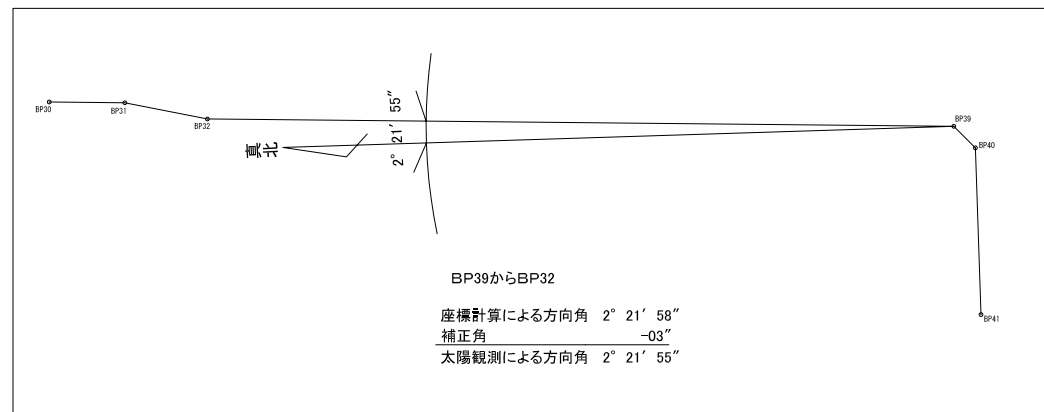 BP30
BP31
BP32
2° 21′ 55″
真北
BP39
BP40
BP41
BP39からBP32
座標計算による方向角 2° 21′ 58″
補正角 -03″
太陽観測による方向角 2° 21′ 55″